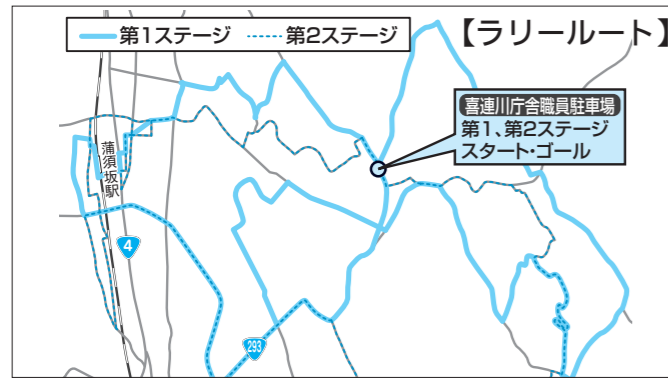 第1ステージ 第2ステージ
【ラリールート】
喜連川庁舎職員駐車場
第1、第2ステージ
スタート・ゴール
蒲須坂駅
4
293